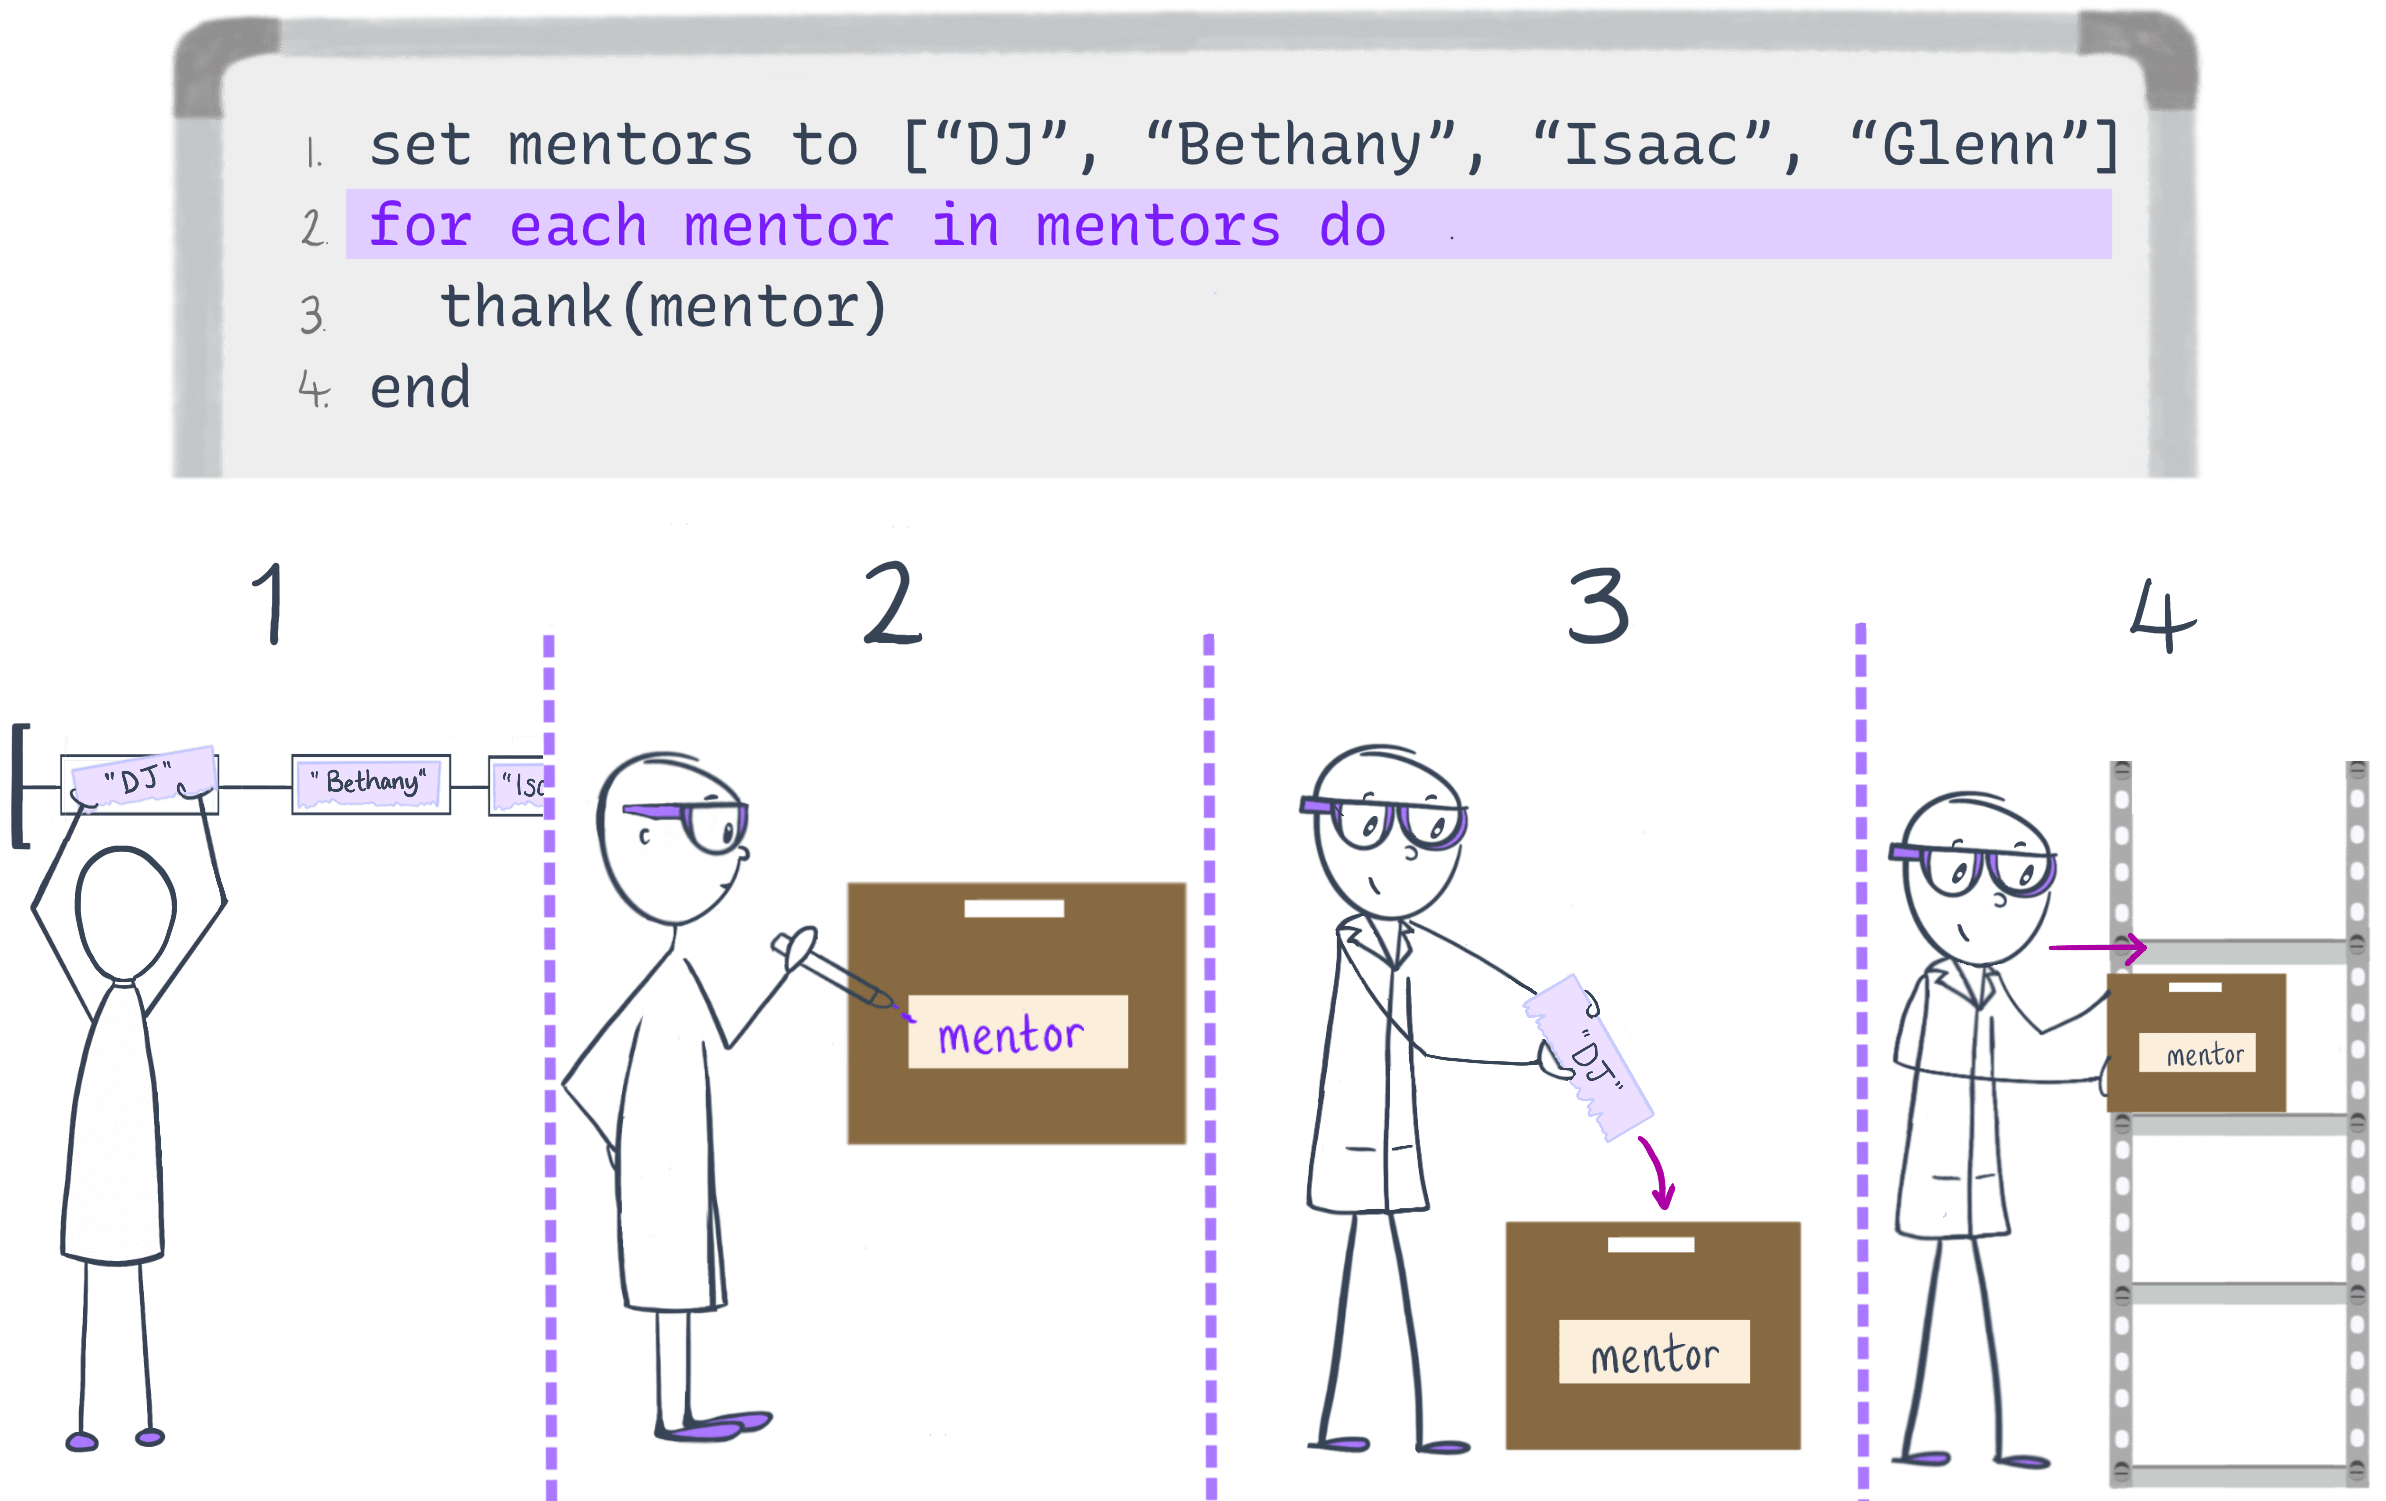 1. set mentors to [“DJ”, “Bethany”, “Isaac”, “Glenn”]
2. for each mentor in mentors do
3. thank(mentor)
4. end
1
2
3
4
[ "DJ" "Bethany" "Isa
mentor
"DJ"
mentor
mentor